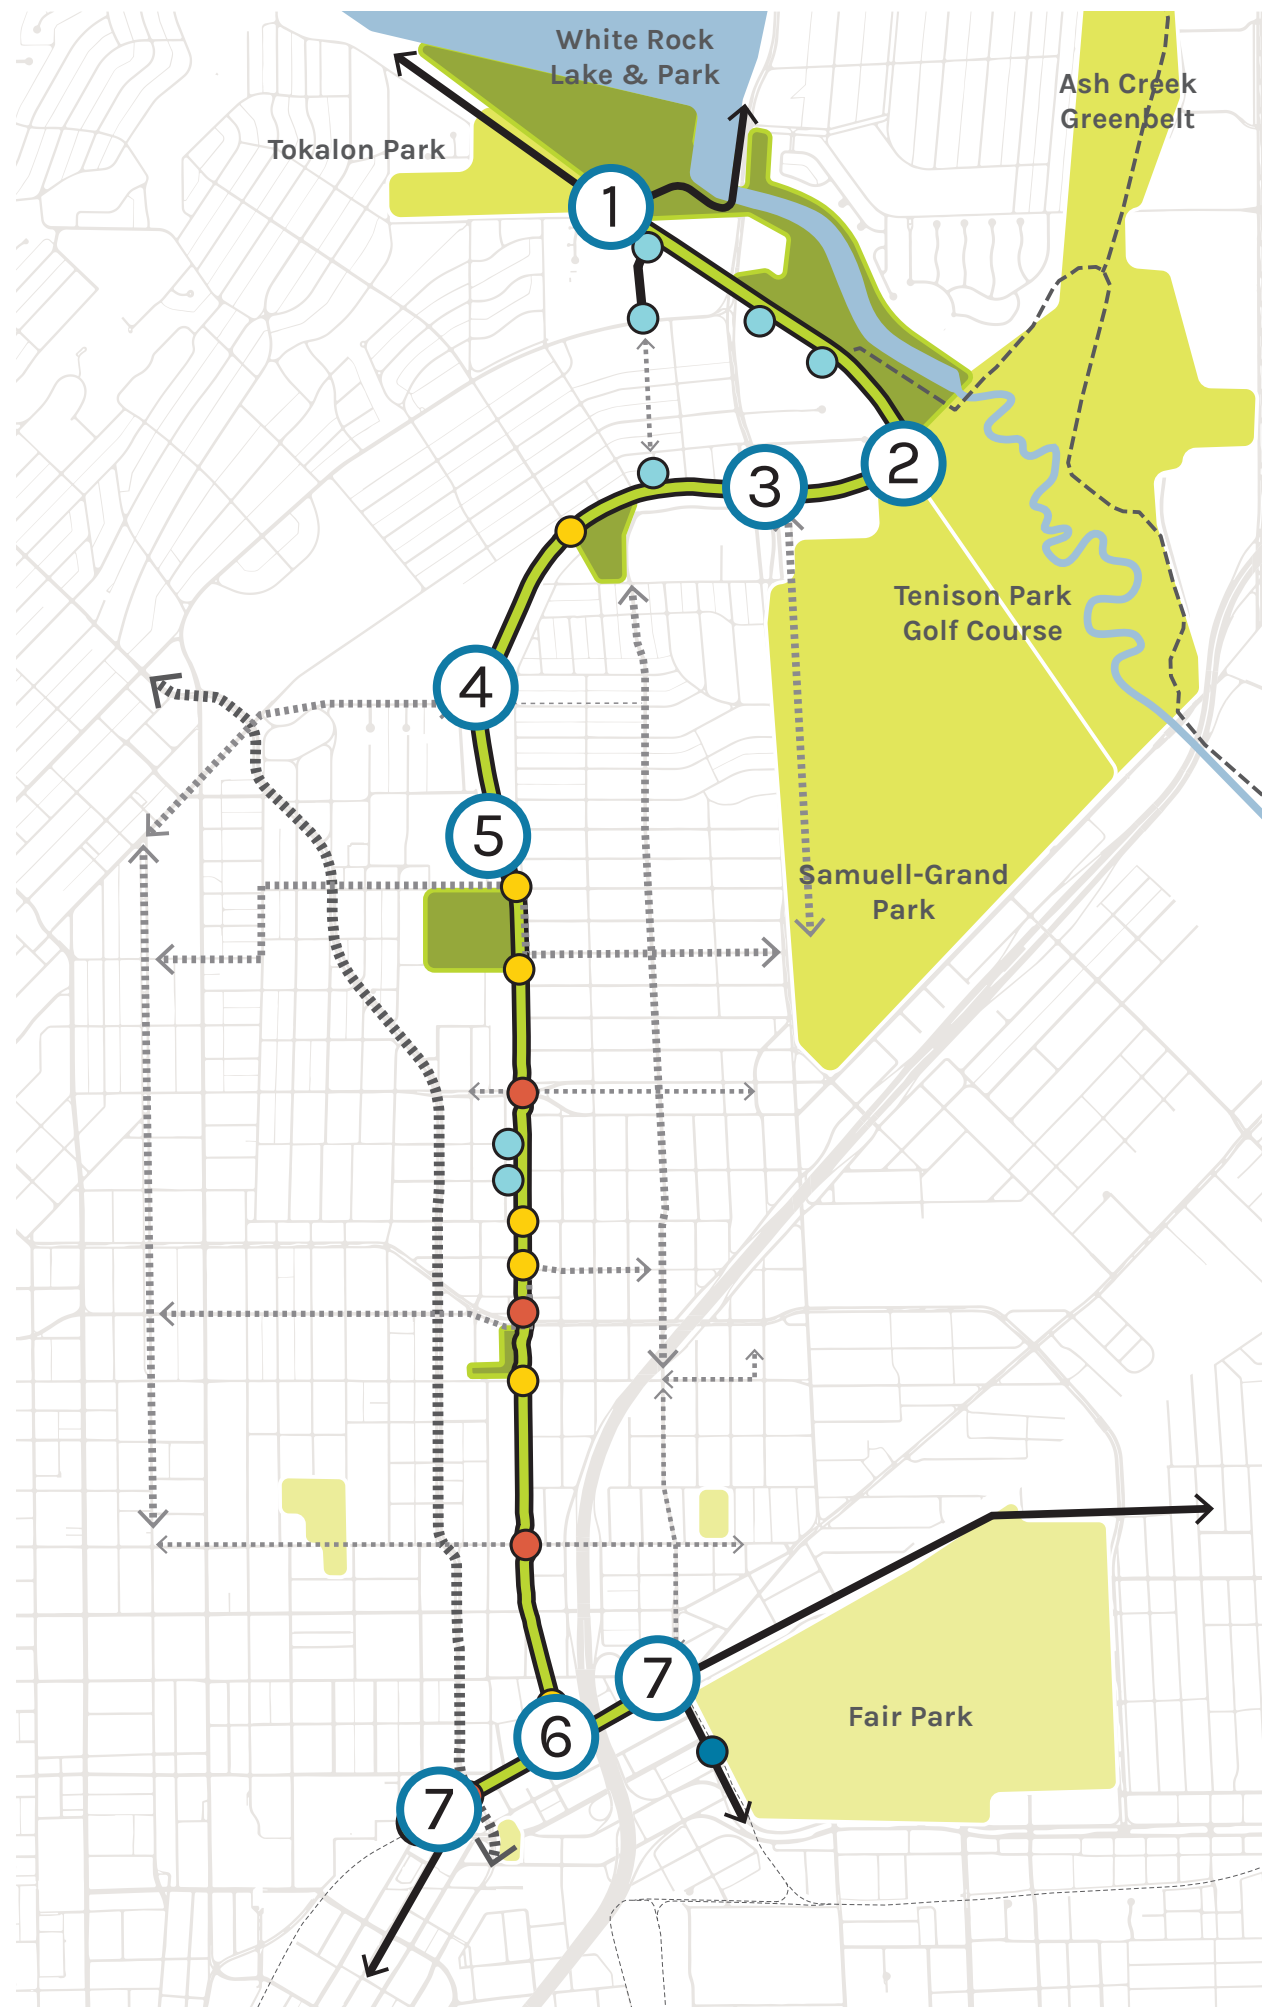 White Rock
Lake & Park
Ash Creek
Greenbelt
Tokalon Park
1
2
3
Tenison Park
Golf Course
4
5
Samuell-Grand
Park
7
Fair Park
6
7